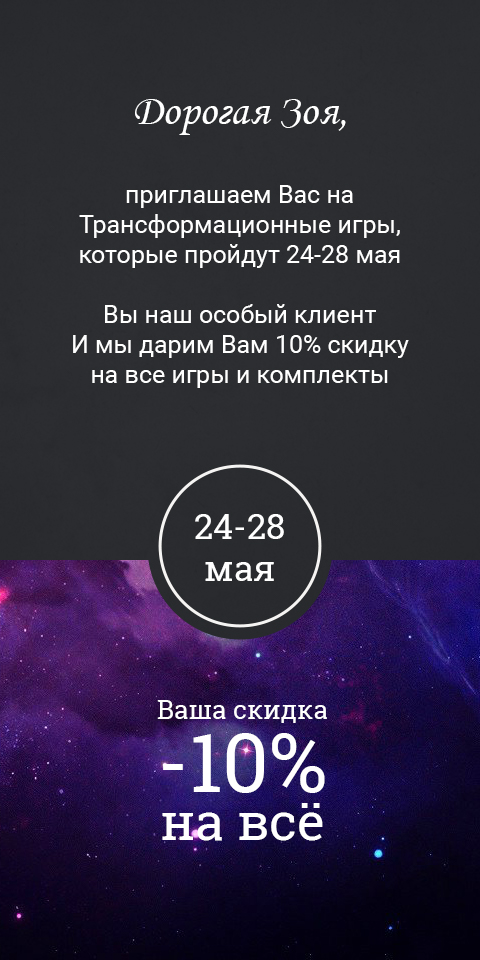 Дорогая Зоя,
приглашаем Вас на
Трансформационные игры,
которые пройдут 24-28 мая
Вы наш особый клиент
И мы дарим Вам 10% скидку
на все игры и комплекты
24-28
мая
Ваша скидка
-10%
на всё